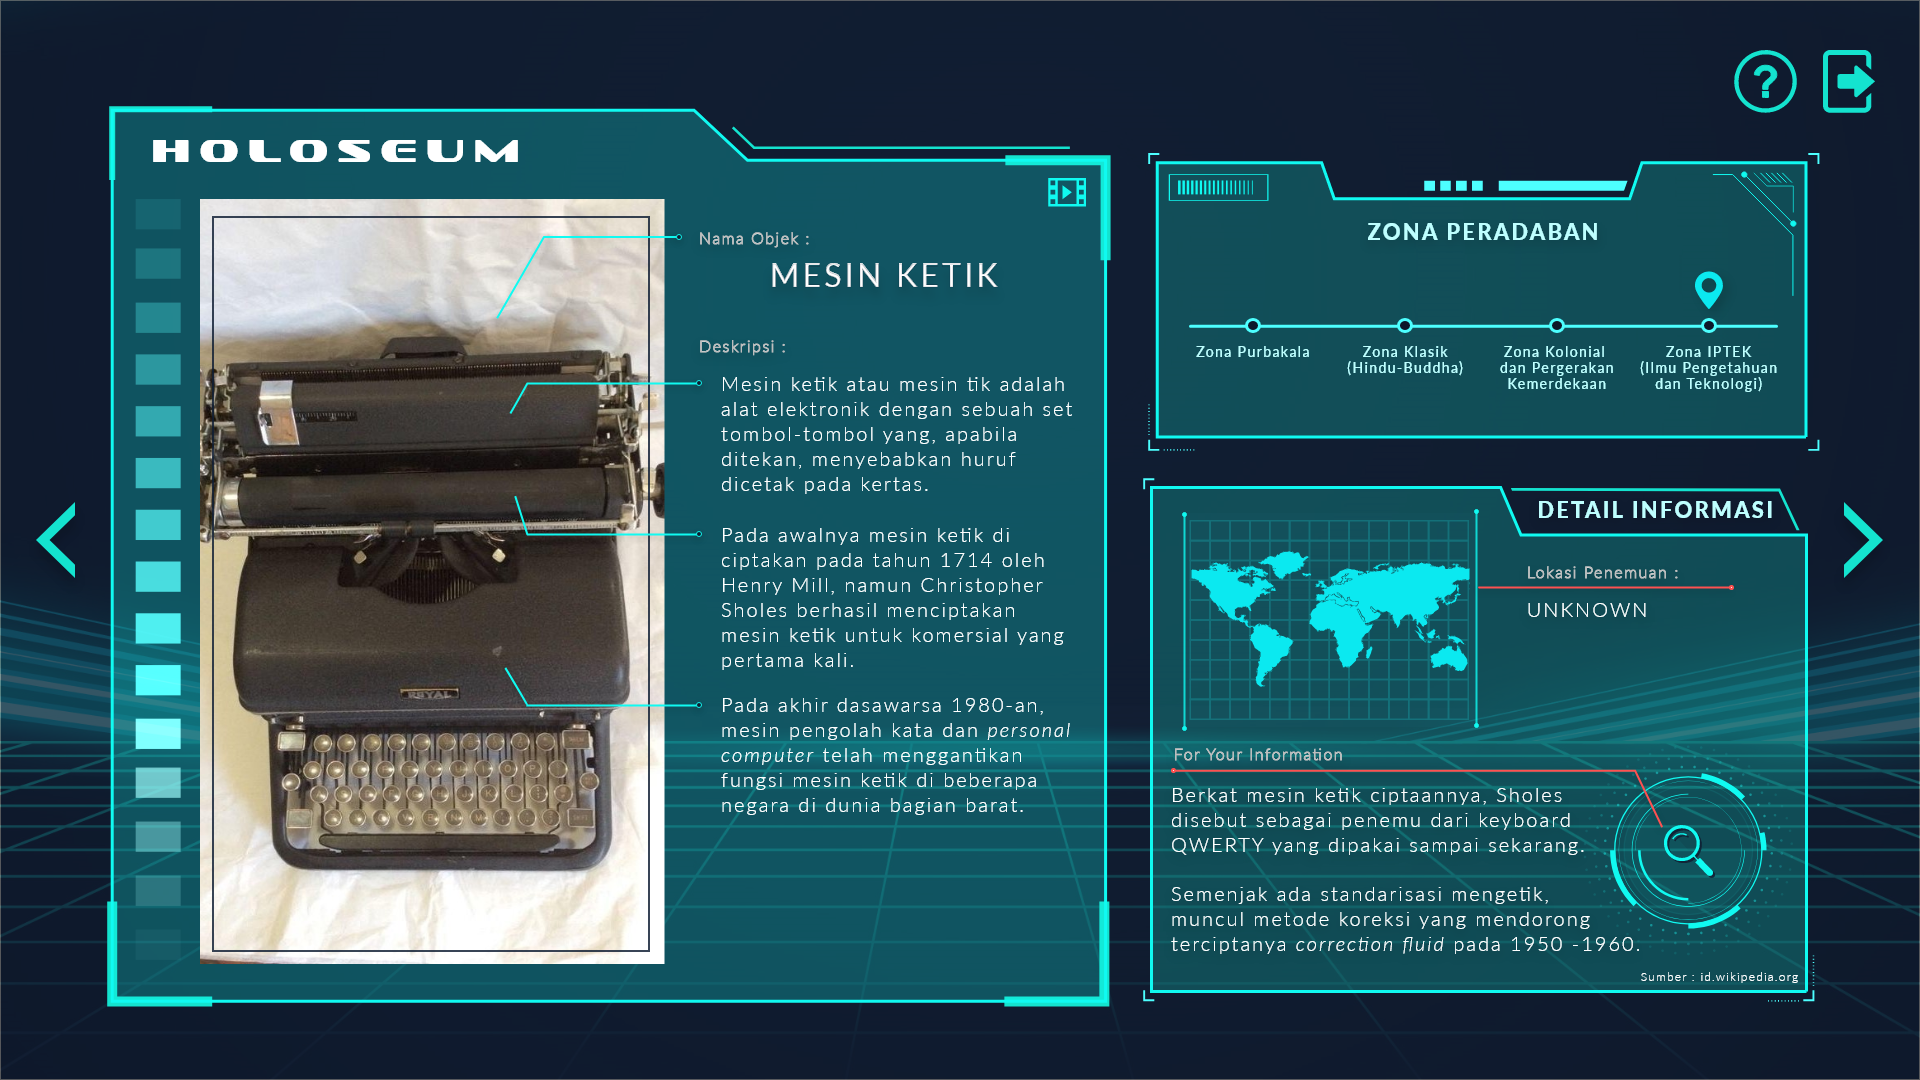 HOLOSEUM
Nama Objek :
MESIN KETIK
Deskripsi :
Mesin ketik atau mesin tik adalah
alat elektronik dengan sebuah set
tombol-tombol yang, apabila
ditekan, menyebabkan huruf
dicetak pada kertas.
Pada awalnya mesin ketik di
ciptakan pada tahun 1714 oleh
Henry Mill, namun Christopher
Sholes berhasil menciptakan
mesin ketik untuk komersial yang
pertama kali.
Pada akhir dasawarsa 1980-an,
mesin pengolah kata dan personal
computer telah menggantikan
fungsi mesin ketik di beberapa
negara di dunia bagian barat.
ROYAL
?
ZONA PERADABAN
Zona Purbakala
Zona Klasik
(Hindu-Buddha)
Zona Kolonial
dan Pergerakan
Kemerdekaan
Zona IPTEK
(Ilmu Pengetahuan
dan Teknologi)
DETAIL INFORMASI
Lokasi Penemuan :
UNKNOWN
For Your Information
Berkat mesin ketik ciptaannya, Sholes
disebut sebagai penemu dari keyboard
QWERTY yang dipakai sampai sekarang.
Semenjak ada standarisasi mengetik,
muncul metode koreksi yang mendorong
terciptanya correction fluid pada 1950 -1960.
Sumber : id.wikipedia.org